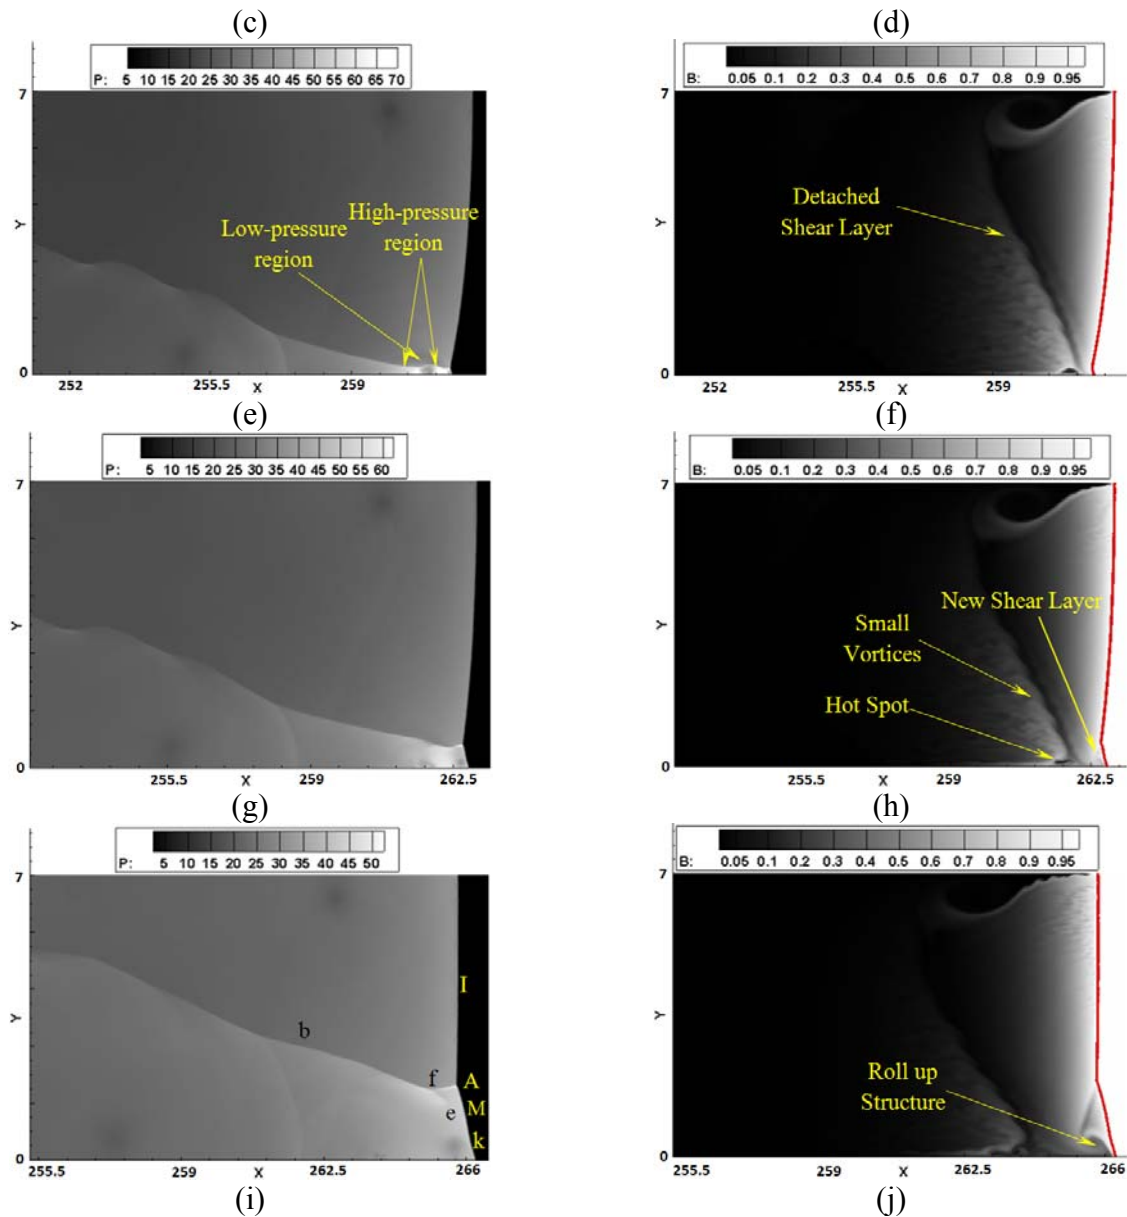 (c)
(d)
P: 5 10 15 20 25 30 35 40 45 50 55 60 65 70
B: 0.05 0.1 0.2 0.3 0.4 0.5 0.6 0.7 0.8 0.9 0.95
7
Y
High-pressure
region
Low-pressure
region
0
252 255.5 X 259
7
Y
Detached
Shear Layer
0
252 255.5 X 259
(e)
(f)
P: 5 10 15 20 25 30 35 40 45 50 55 60
B: 0.05 0.1 0.2 0.3 0.4 0.5 0.6 0.7 0.8 0.9 0.95
7
Y
0
255.5 X 259 262.5
7
Y
New Shear Layer
Small
Vortices
Hot Spot
0
255.5 X 259 262.5
(g)
(h)
P: 5 10 15 20 25 30 35 40 45 50
B: 0.05 0.1 0.2 0.3 0.4 0.5 0.6 0.7 0.8 0.9 0.95
7
Y
I
b
f
A
e
M
k
0
255.5 259 X 262.5 266
7
Y
Roll up
Structure
0
255.5 259 X 262.5 266
(i)
(j)